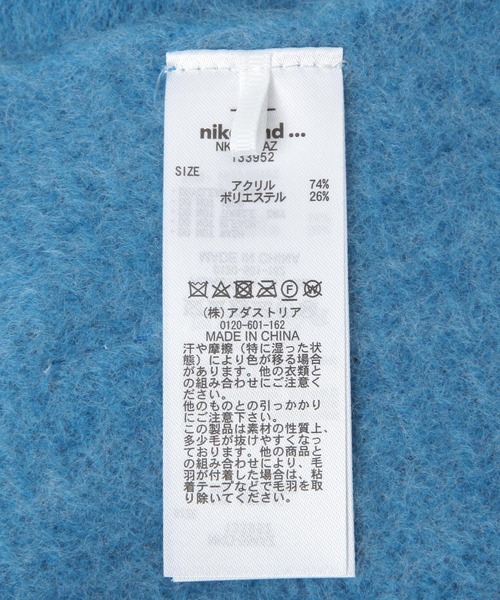 SIZE
133952
アクリル 74%
ポリエステル 26%
(株)アダストリア
0120-601-162
MADE IN CHINA
汗や摩擦(特に湿った状
態)により色が移る場合
があります。他の衣類と
の組み合わせにご注意く
ださい。
他のものとの引っかかり
にご注意下さい。
この製品は素材の性質上、
多少毛が抜けやすくなっ
ております。他の商品と
の組み合わせにより、毛
羽が付着した場合は、粘
着テープなどで毛羽を取
り除いてください。